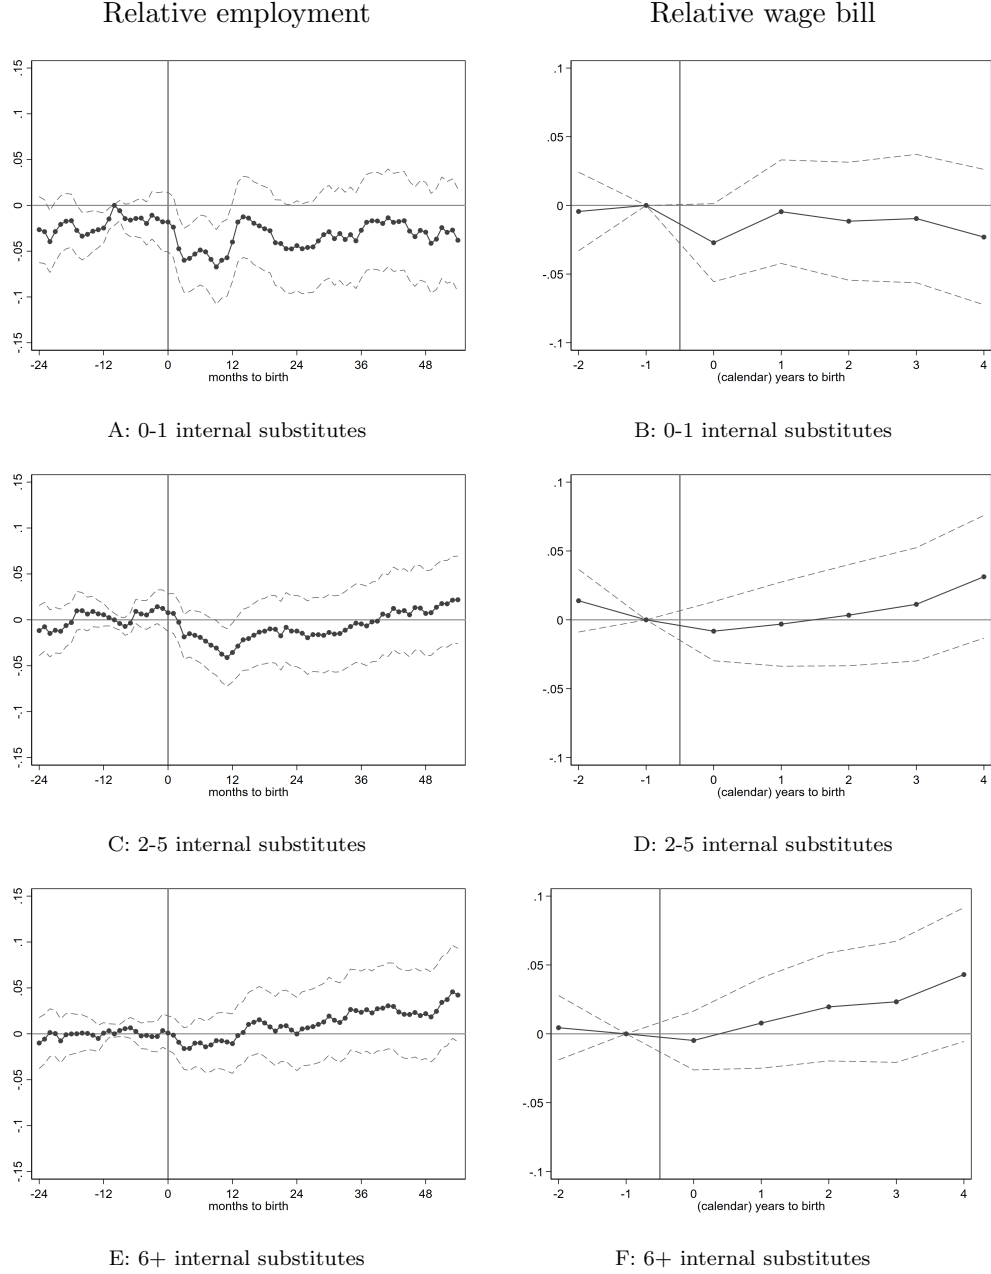 Relative employment
Relative wage bill
.15
.1
.05
0
-.05
-.1
-.15
-24 -12 0 12 24 36 48
months to birth
.1
.05
0
-.05
-.1
-2 -1 0 1 2 3 4
(calendar) years to birth
A: 0-1 internal substitutes
B: 0-1 internal substitutes
.15
.1
.05
0
-.05
-.1
-.15
-24 -12 0 12 24 36 48
months to birth
.1
.05
0
-.05
-.1
-2 -1 0 1 2 3 4
(calendar) years to birth
C: 2-5 internal substitutes
D: 2-5 internal substitutes
.15
.1
.05
0
-.05
-.1
-.15
-24 -12 0 12 24 36 48
months to birth
.1
.05
0
-.05
-.1
-2 -1 0 1 2 3 4
(calendar) years to birth
E: 6+ internal substitutes
F: 6+ internal substitutes